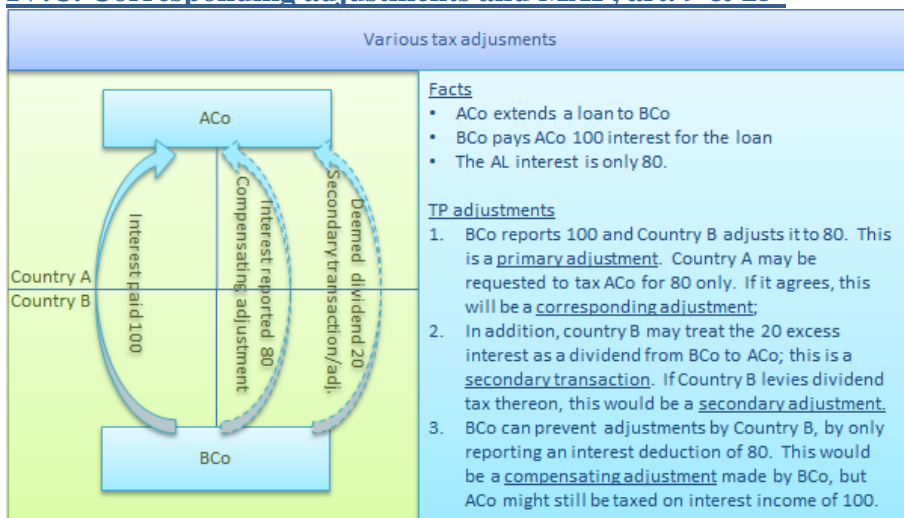 Various tax adjusments
ACo
Interest paid 100
Interest reported 80
Compensating adjustment
Deemed dividend 20
Secondary transaction/adj.
Country A
Country B
BCo
Facts
• ACo extends a loan to BCo
• BCo pays ACo 100 interest for the loan
• The AL interest is only 80.
TP adjustments
1. BCo reports 100 and Country B adjusts it to 80. This
is a primary adjustment. Country A may be
requested to tax ACo for 80 only. If it agrees, this
will be a corresponding adjustment;
2. In addition, country B may treat the 20 excess
interest as a dividend from BCo to ACo; this is a
secondary transaction. If Country B levies dividend
tax thereon, this would be a secondary adjustment.
3. BCo can prevent adjustments by Country B, by only
reporting an interest deduction of 80. This would
be a compensating adjustment made by BCo, but
ACo might still be taxed on interest income of 100.